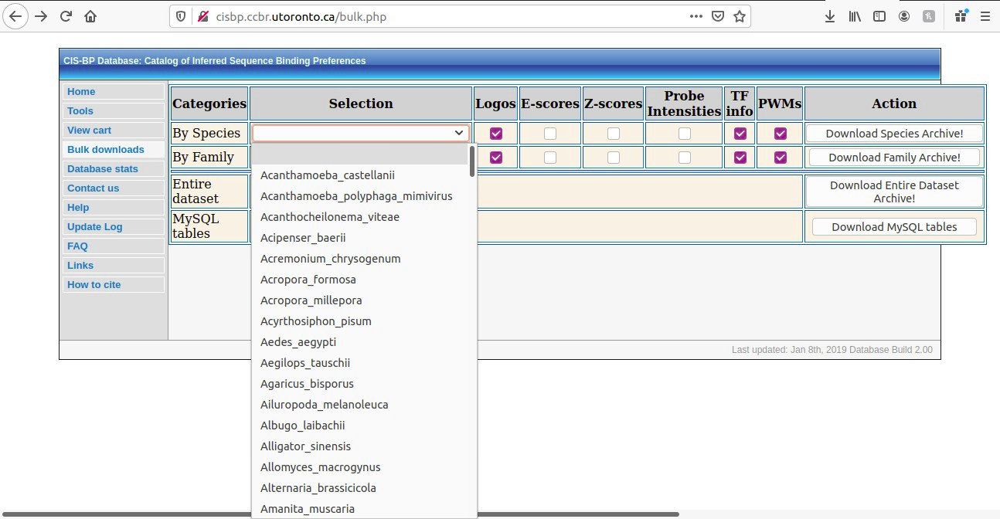 cisbp.ccbr.utoronto.ca/bulk.php
CIS-BP Database: Catalog of Inferred Sequence Binding Preferences
Home
Tools
View cart
Bulk downloads
Database stats
Contact us
Help
Update Log
FAQ
Links
How to cite
Categories Selection Logos E-scores Z-scores Probe Intensities TF info PWMs Action
By Species Download Species Archive!
By Family Download Family Archive!
Entire dataset Download Entire Dataset Archive!
MySQL tables Download MySQL tables
Acanthamoeba_castellanii
Acanthamoeba_polyphaga_mimivirus
Acanthocheilonema_viteae
Acipenser_baerii
Acremonium_chrysogenum
Acropora_formosa
Acropora_millepora
Acyrthosiphon_pisum
Aedes_aegypti
Aegilops_tauschii
Agaricus_bisporus
Ailuropoda_melanoleuca
Albugo_laibachii
Alligator_sinensis
Allomyces_macrogynus
Alternaria_brassicicola
Amanita_muscaria
Last updated: Jan 8th, 2019 Database Build 2.00